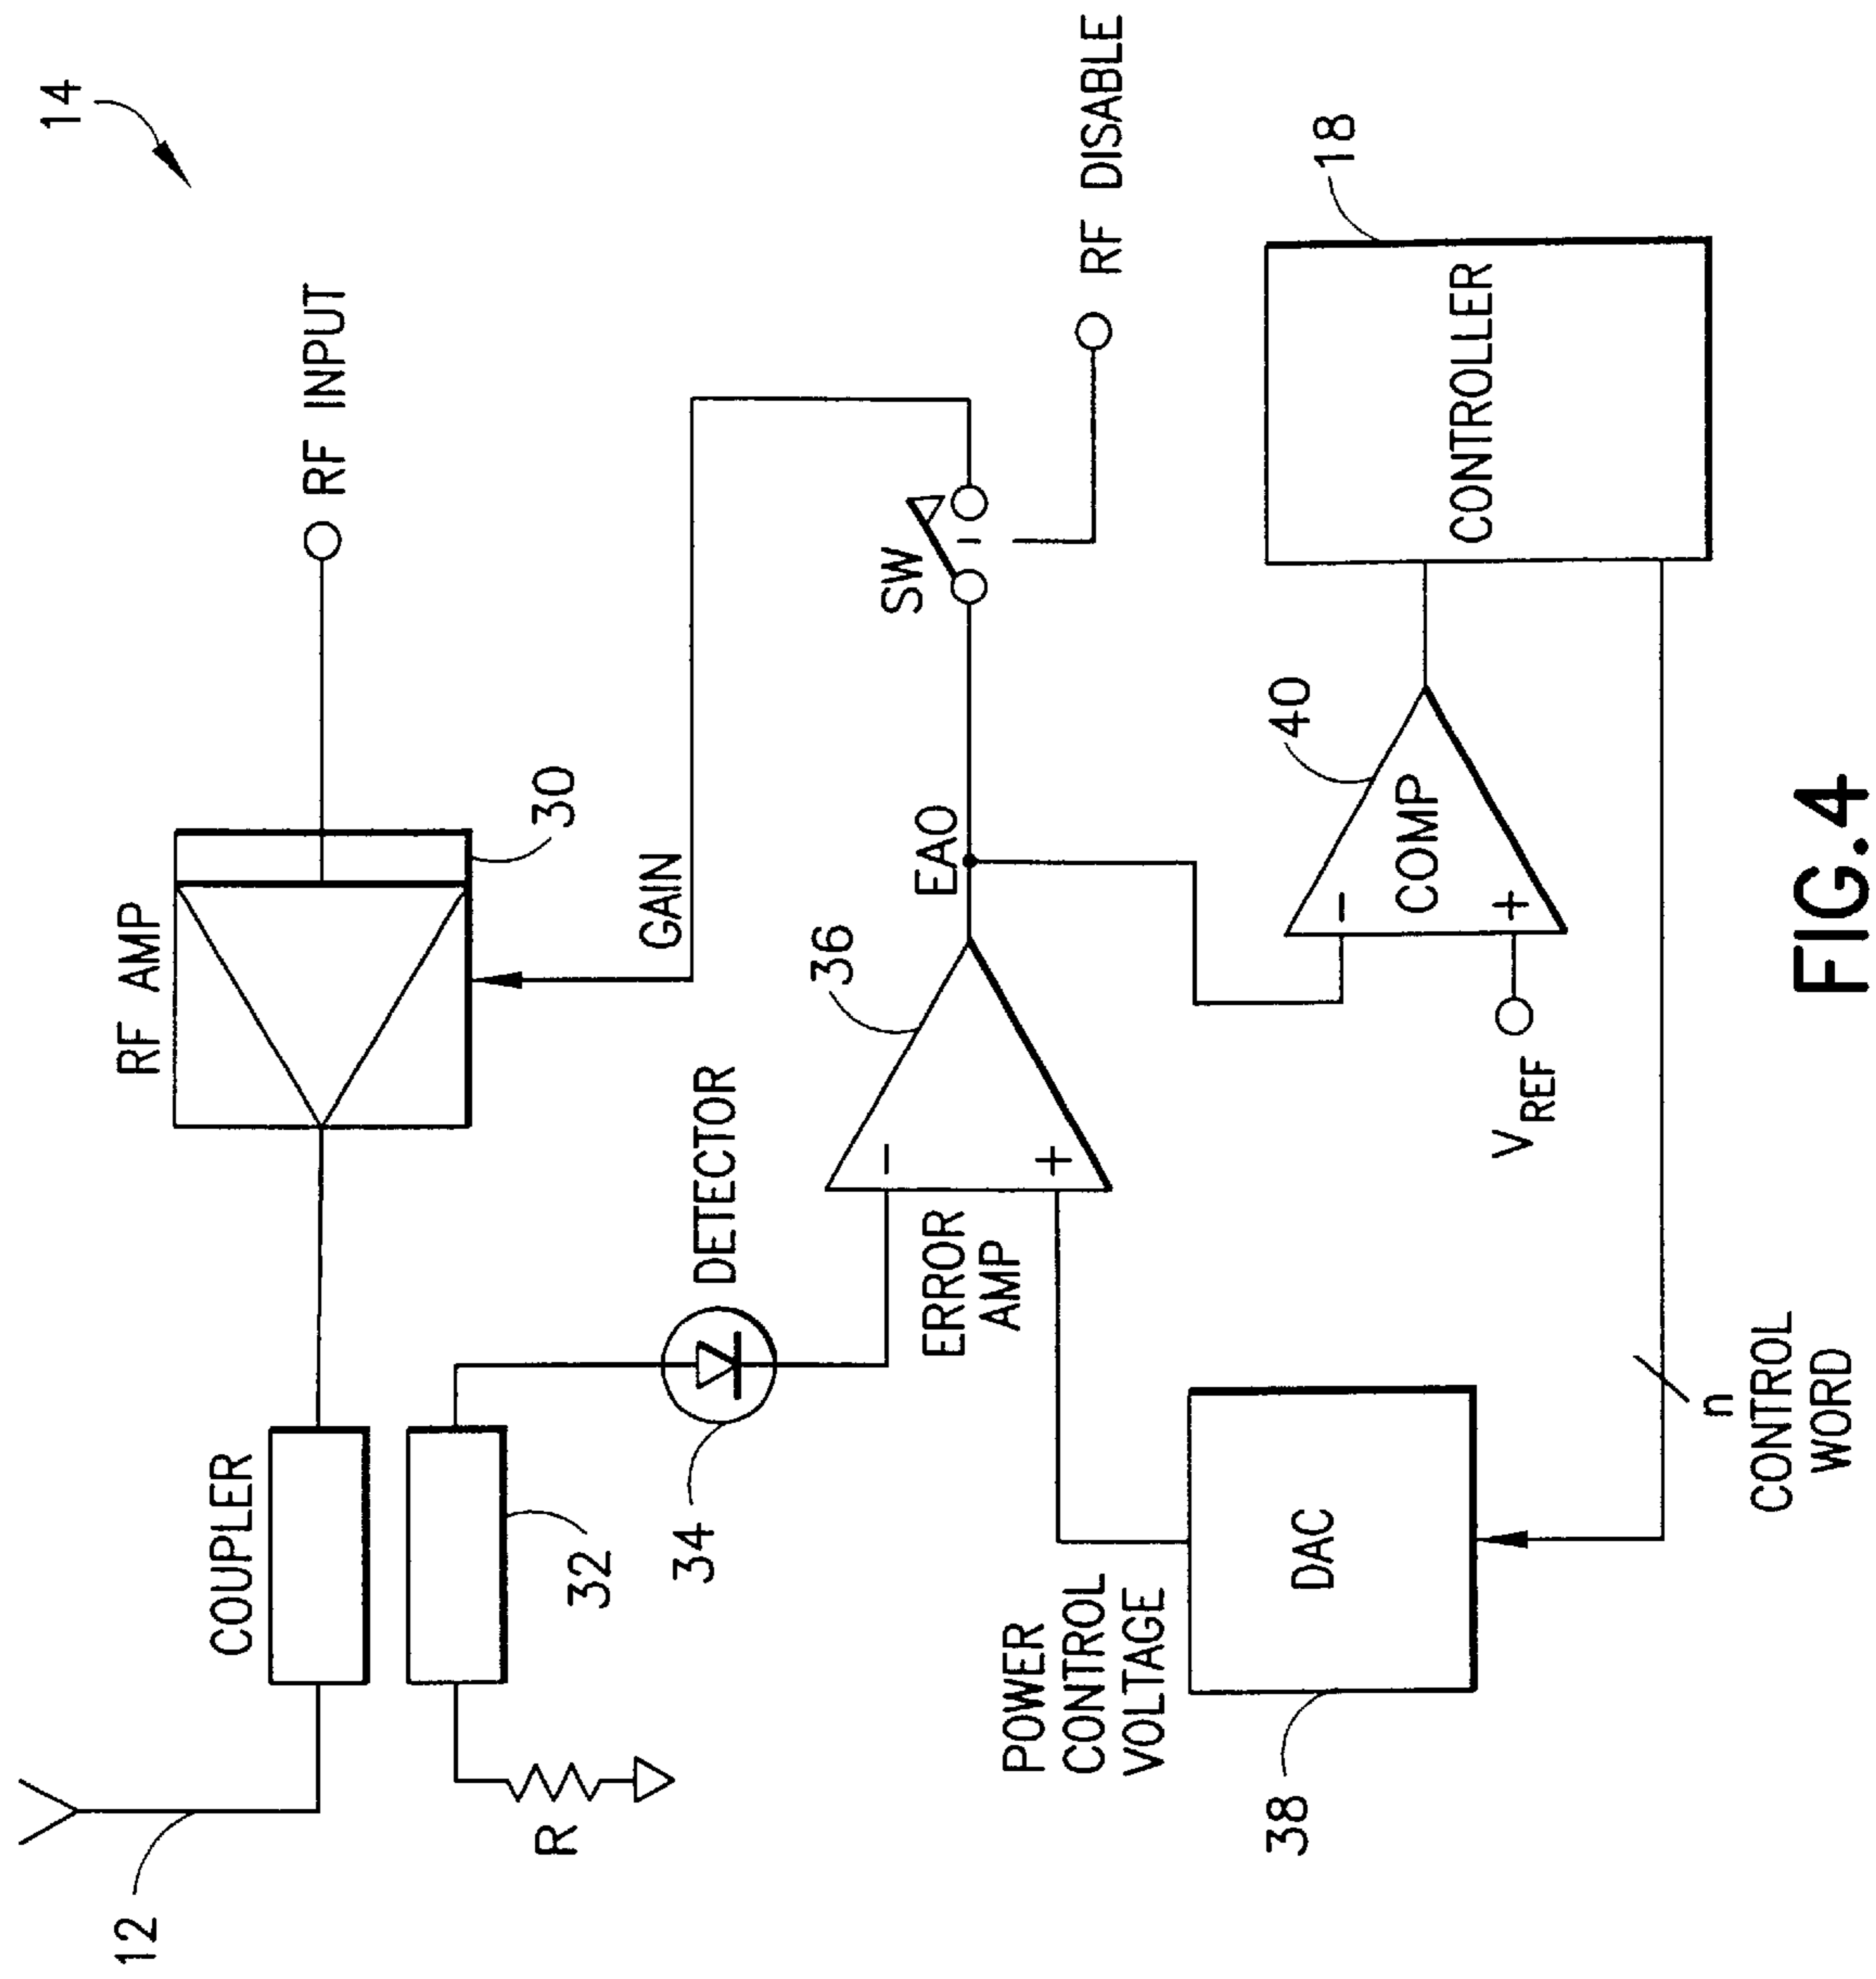 14
12
COUPLER
RF AMP
RF INPUT
30
32
R
34
DETECTOR
GAIN
36
ERROR
AMP
EAO
SW
RF DISABLE
POWER
CONTROL
VOLTAGE
38
DAC
40
COMP
-
+
-
+
V REF
18
CONTROLLER
n
CONTROL
WORD
FIG.4